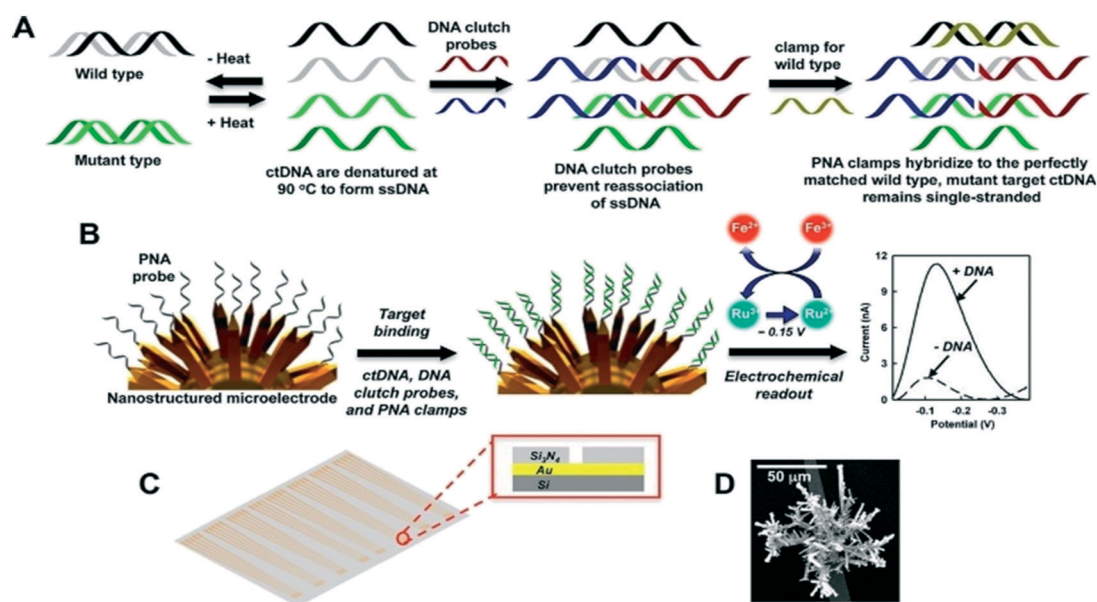 A
Wild type
Mutant type
- Heat
+ Heat
ctDNA are denatured at
90 °C to form ssDNA
DNA clutch
probes
DNA clutch probes
prevent reassociation
of ssDNA
clamp for
wild type
PNA clamps hybridize to the perfectly
matched wild type, mutant target ctDNA
remains single-stranded
B
PNA
probe
Nanostructured microelectrode
Target
binding
ctDNA, DNA
clutch probes,
and PNA clamps
Fe2+
Fe3+
Ru3+
Ru2+
– 0.15 V
Electrochemical
readout
Current (nA)
12
9
6
3
0
+ DNA
- DNA
-0.1
-0.2
-0.3
Potential (V)
C
Si3N4
Au
Si
D
50 µm